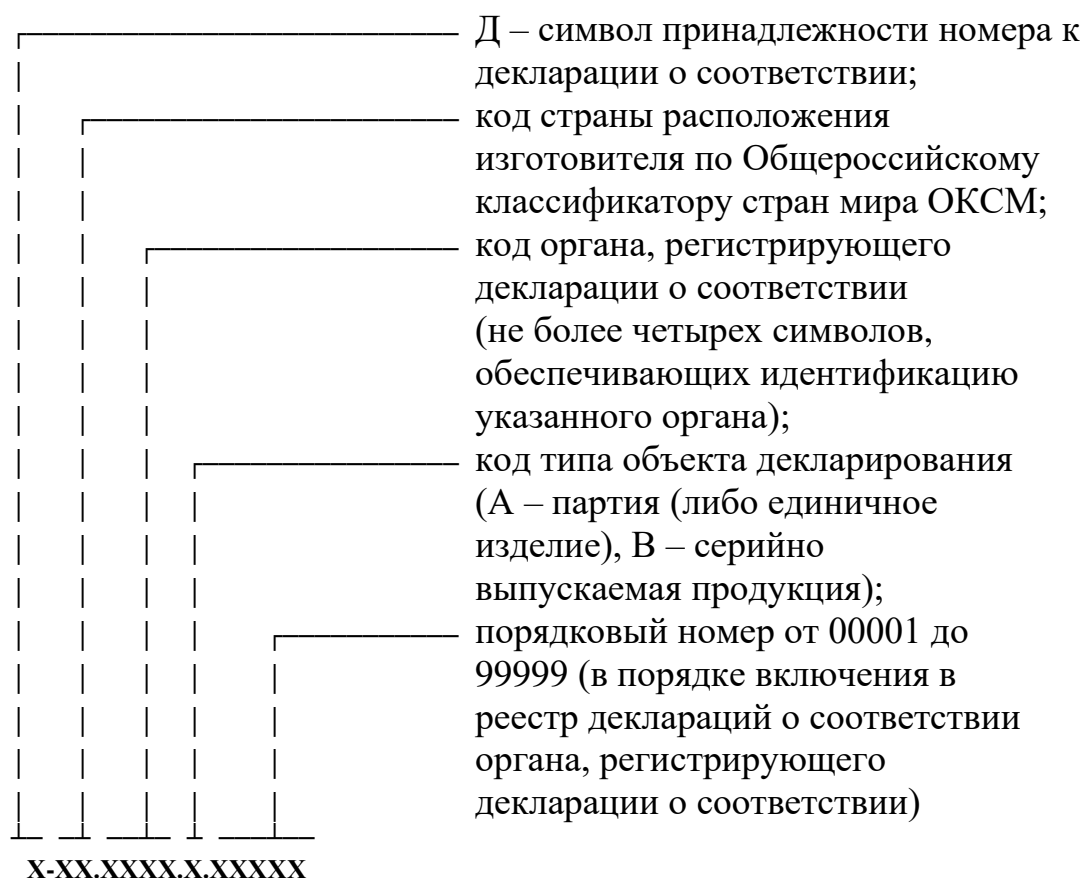 Д – символ принадлежности номера к
декларации о соответствии;
код страны расположения
изготовителя по Общероссийскому
классификатору стран мира ОКСМ;
код органа, регистрирующего
декларации о соответствии
(не более четырех символов,
обеспечивающих идентификацию
указанного органа);
код типа объекта декларирования
(А – партия (либо единичное
изделие), В – серийно
выпускаемая продукция);
порядковый номер от 00001 до
99999 (в порядке включения в
реестр деклараций о соответствии
органа, регистрирующего
декларации о соответствии)
Х-ХХ.ХХХХ.Х.ХХХХХ